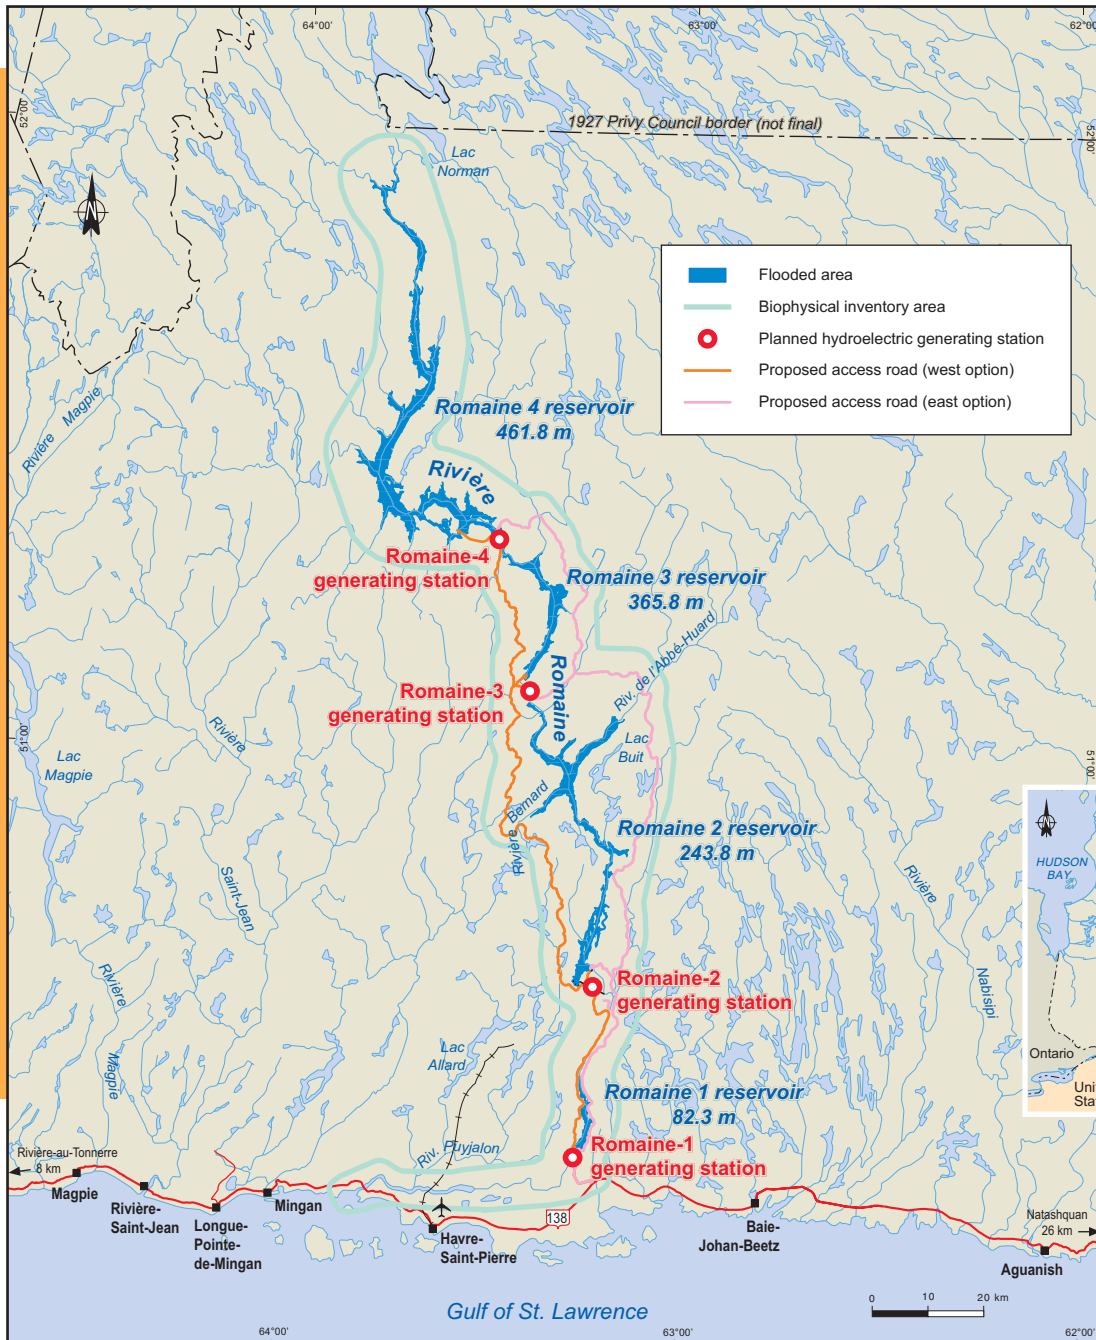 64°00'
63°00'
62°00'
52°00'
52°00'
1927 Privy Council border (not final)
Lac
Norman
N
Flooded area
Biophysical inventory area
Planned hydroelectric generating station
Proposed access road (west option)
Proposed access road (east option)
Rivière Magpie
Romaine 4 reservoir
461.8 m
Rivière
Romaine-4
generating station
Romaine 3 reservoir
365.8 m
Romaine
Riv. de l'Abbé-Huard
Romaine-3
generating station
Rivière
Lac
Buit
51°00'
51°00'
Lac
Magpie
Rivière Bernard
Romaine 2 reservoir
243.8 m
N
HUDSON
BAY
Saint-Jean
Rivière
Nabisipi
Rivière
Magpie
Romaine-2
generating station
Lac
Allard
Ontario
Unit
Stat
Romaine 1 reservoir
82.3 m
Riv. Puyjalon
Romaine-1
generating station
Rivière-au-Tonnerre
8 km
Magpie
Rivière-
Saint-Jean
Longue-
Pointe-
de-Mingan
Mingan
138
Havre-
Saint-Pierre
Baie-
Johan-Beetz
Natashquan
26 km
Aguanish
Gulf of St. Lawrence
0 10 20 km
64°00'
63°00'
62°00'